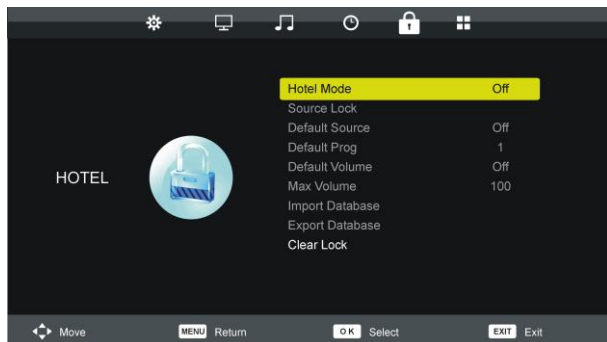 HOTEL
Hotel Mode Off
Source Lock
Default Source Off
Default Prog 1
Default Volume Off
Max Volume 100
Import Database
Export Database
Clear Lock
Move MENU Return OK Select EXIT Exit